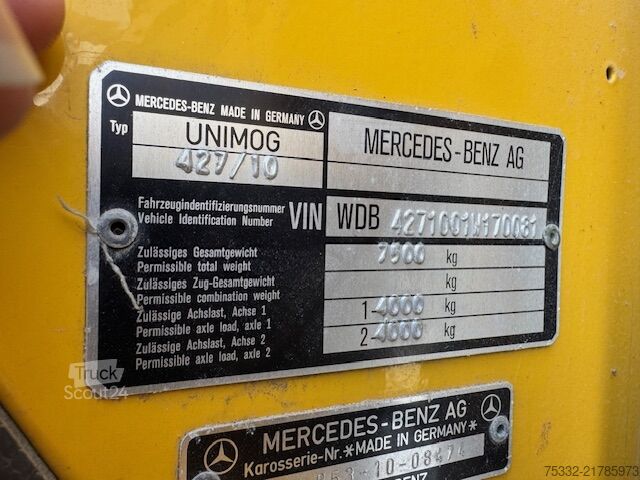 MERCEDES-BENZ MADE IN GERMANY
Typ UNIMOG MERCEDES-BENZ AG
427/10
Fahrzeugidentifizierungsnummer
Vehicle Identification Number VIN WDB 4271001W170081
Zulässiges Gesamtgewicht
Permissible total weight 7500 kg
Zulässiges Zug-Gesamtgewicht
Permissible combination weight kg
Zulässige Achslast, Achse 1
Permissible axle load, axle 1 1-4000 kg
Zulässige Achslast, Achse 2
Permissible axle load, axle 2 2-4000 kg
Truck
Scout24
MERCEDES-BENZ AG
Karosserie-Nr.*MADE IN GERMANY*
75332-21785973